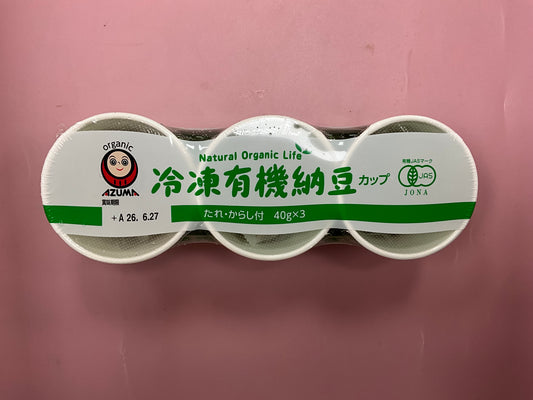 organic
AZUMA
賞味期限
+A 26. 6.27
Natural Organic Life
冷凍有機納豆カップ
たれ・からし付 40g×3
有機JASマーク
JAS
JONA